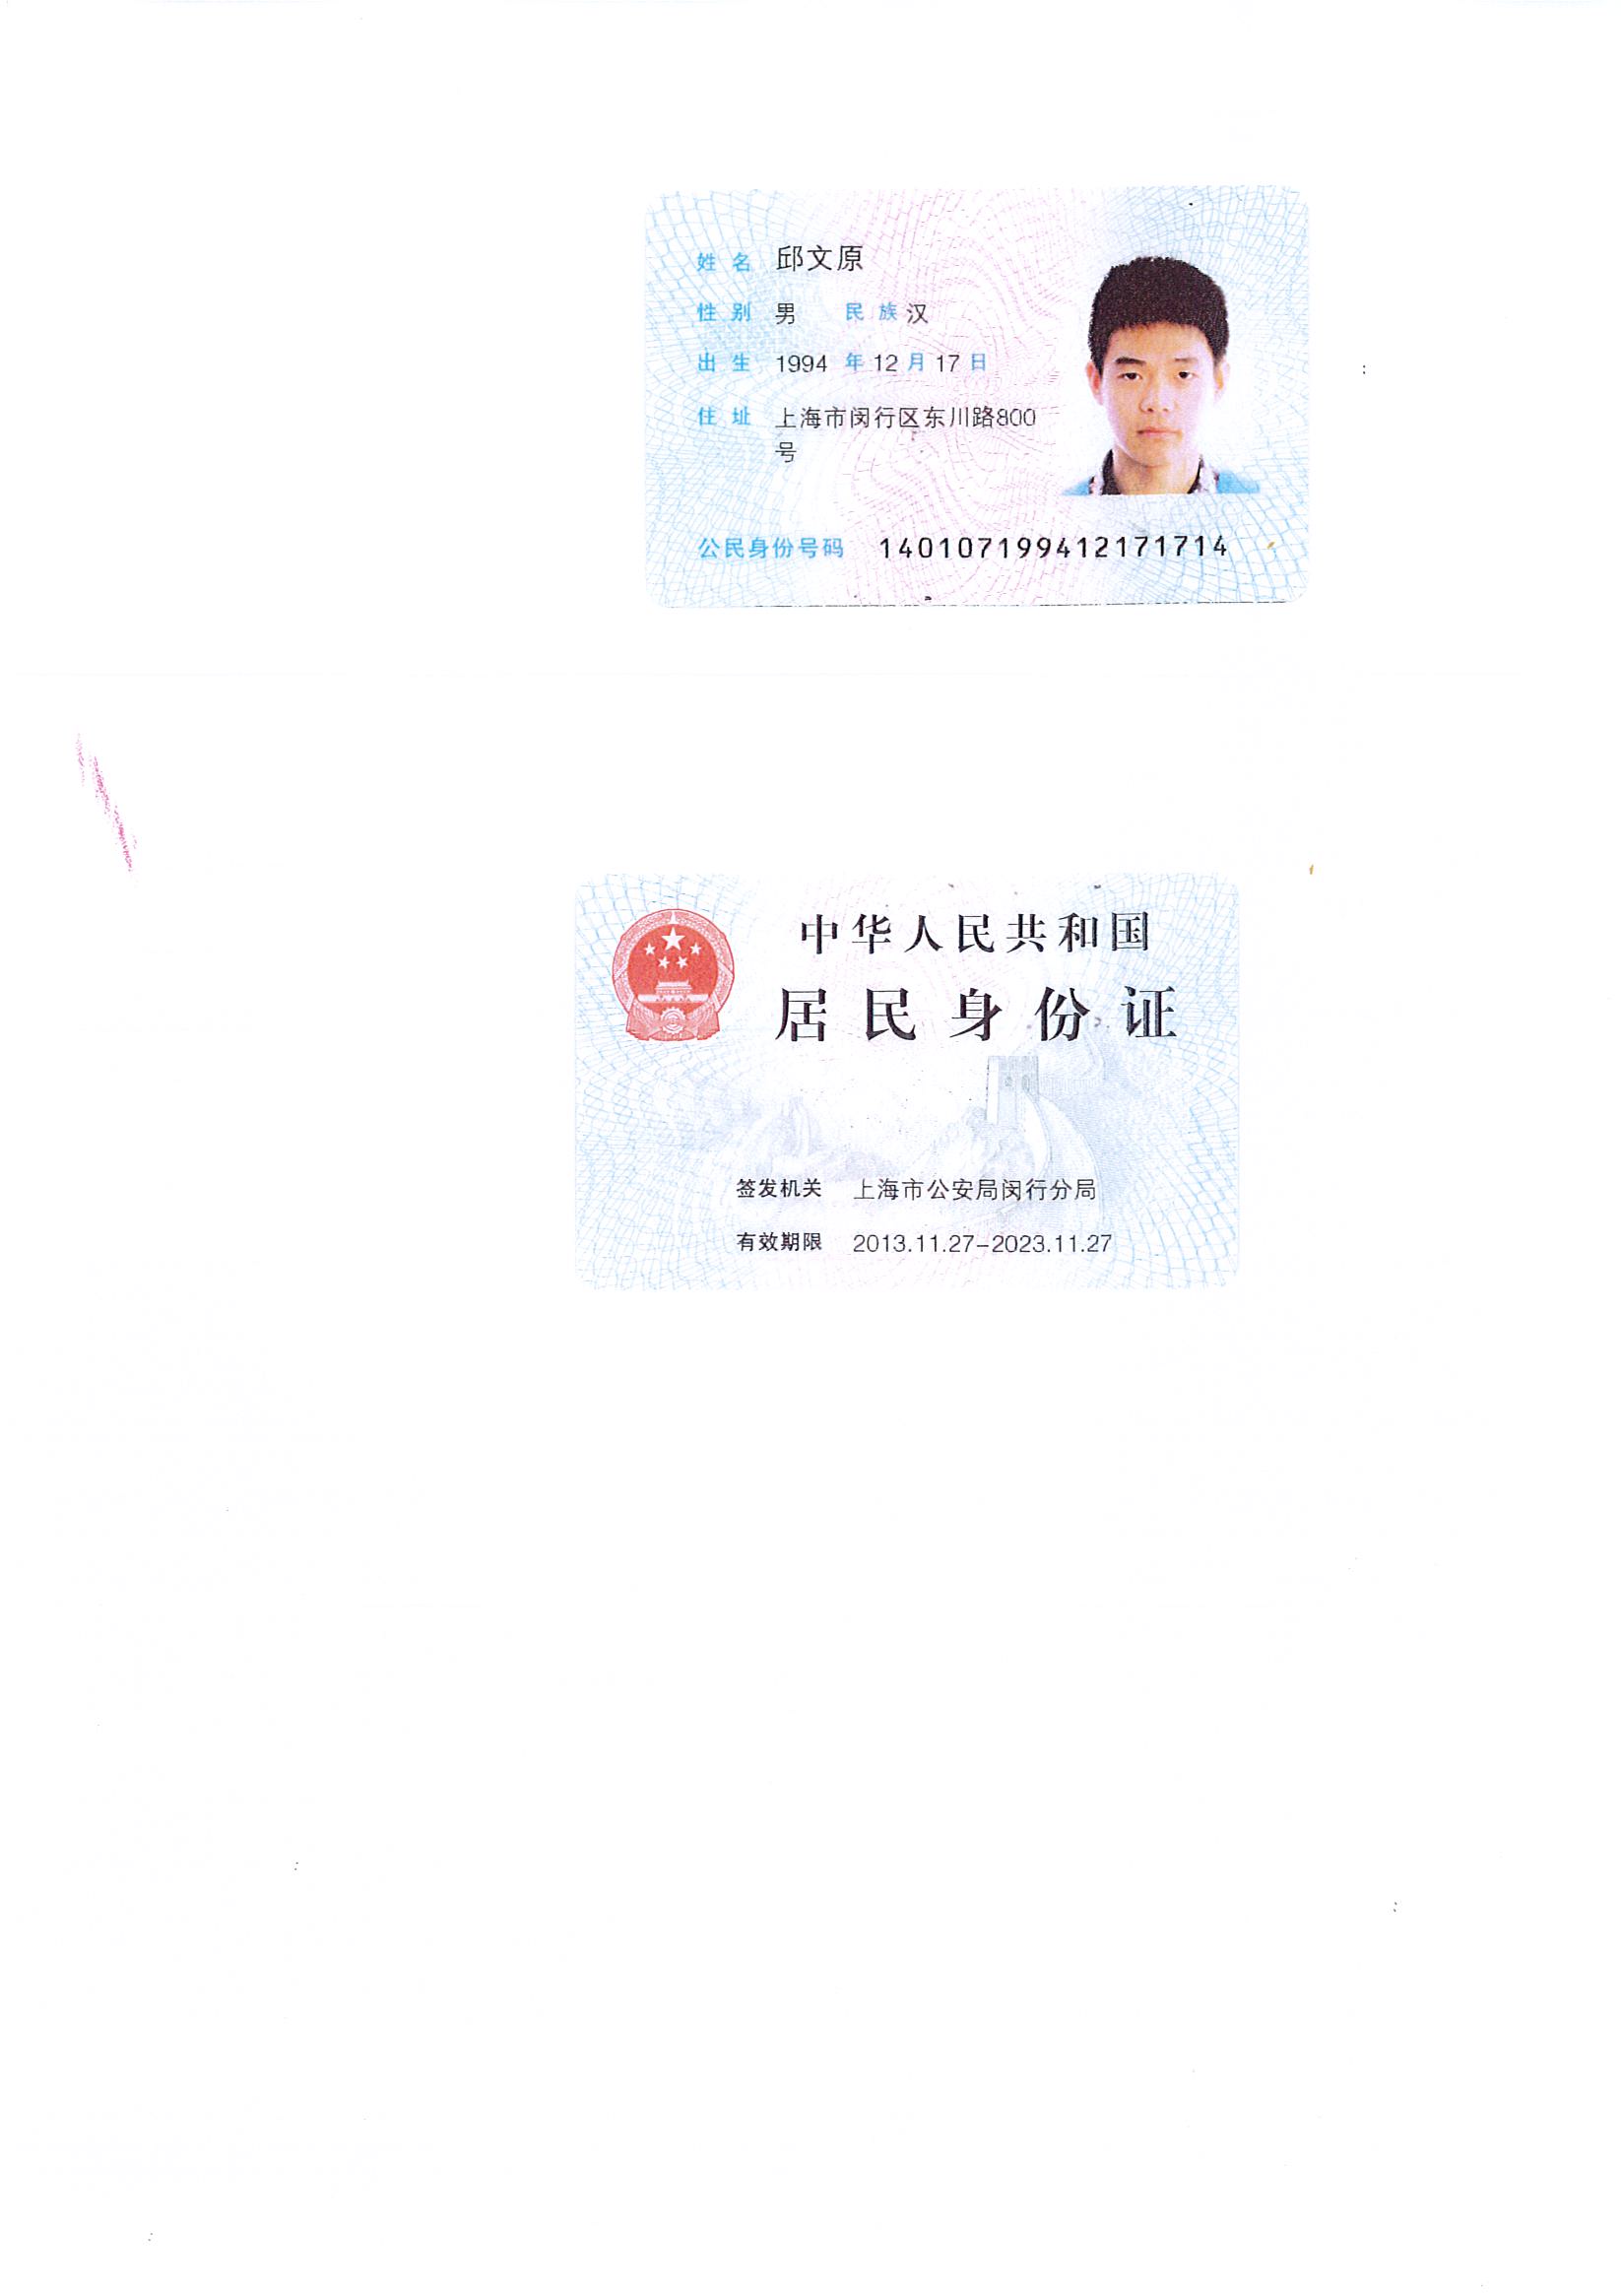 姓名 邱文原
性别 男 民族 汉
出生 1994 年 12 月 17 日
住址 上海市闵行区东川路800
号
公民身份号码 140107199412171714
中华人民共和国
居民身份证
签发机关 上海市公安局闵行分局
有效期限 2013.11.27-2023.11.27